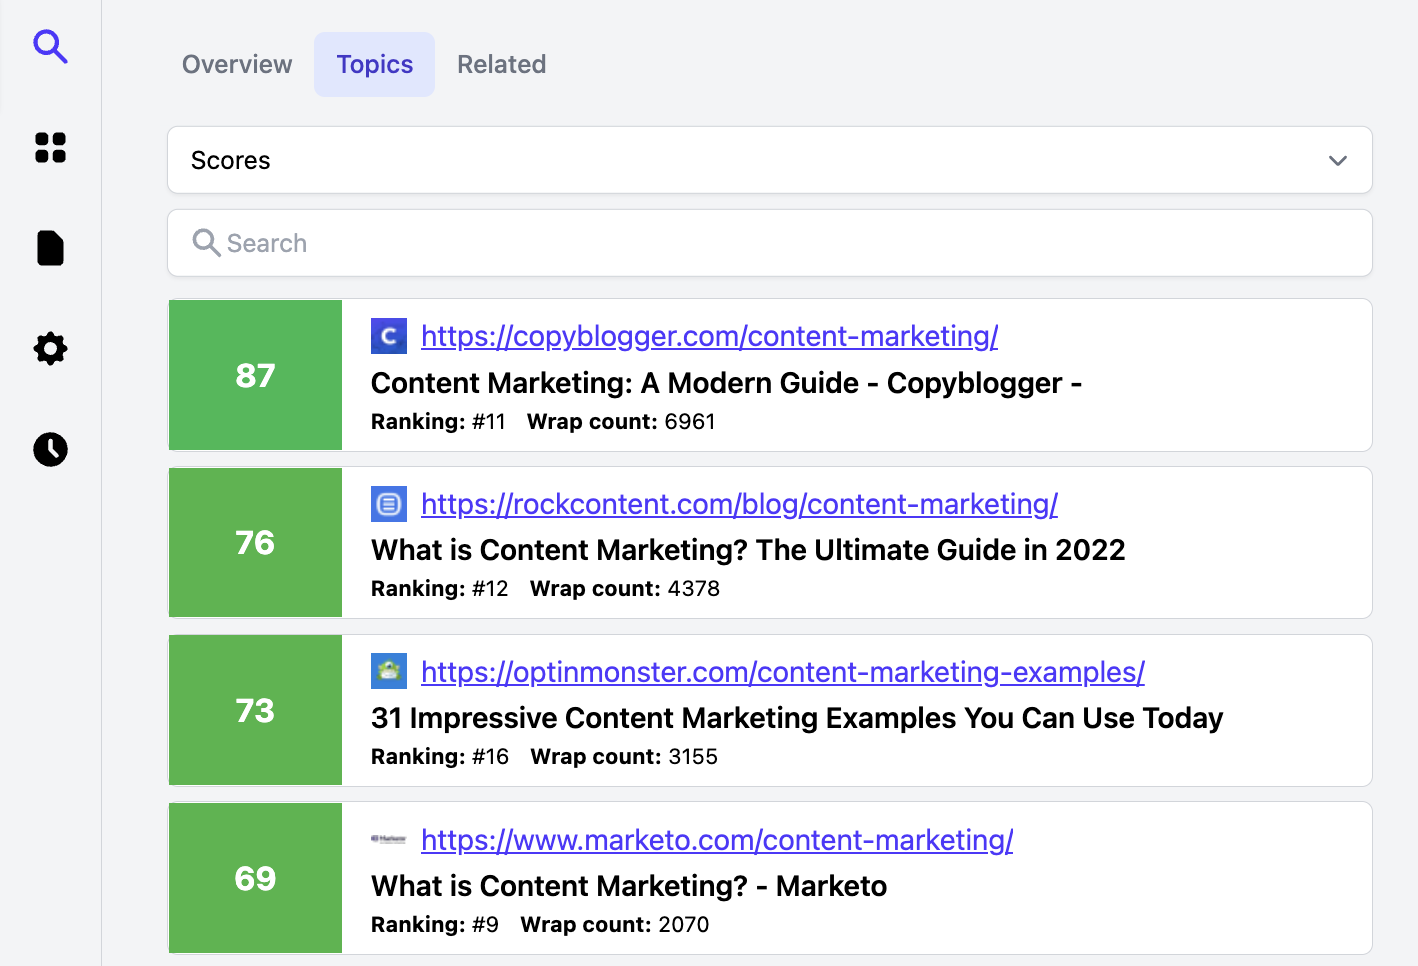 Overview Topics Related
Scores
Search
87
C
https://copyblogger.com/content-marketing/
Content Marketing: A Modern Guide - Copyblogger -
Ranking: #11 Wrap count: 6961
76
https://rockcontent.com/blog/content-marketing/
What is Content Marketing? The Ultimate Guide in 2022
Ranking: #12 Wrap count: 4378
73
https://optinmonster.com/content-marketing-examples/
31 Impressive Content Marketing Examples You Can Use Today
Ranking: #16 Wrap count: 3155
69
https://www.marketo.com/content-marketing/
What is Content Marketing? - Marketo
Ranking: #9 Wrap count: 2070